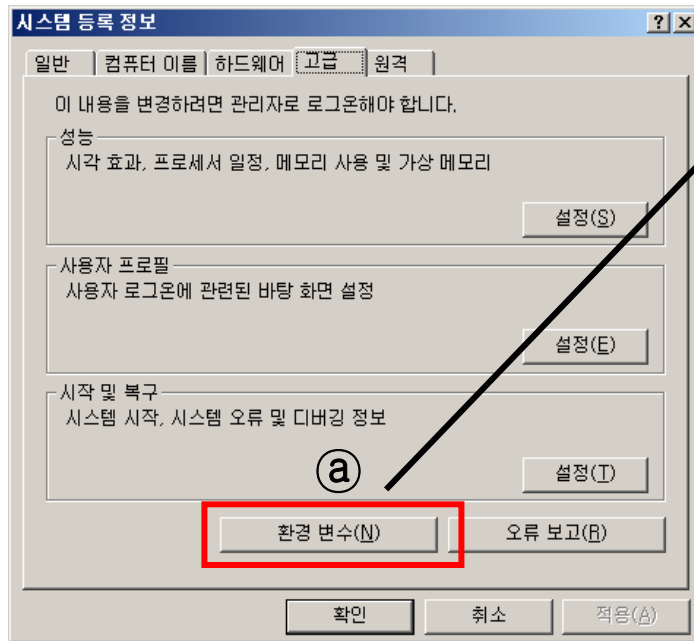 시스템 등록 정보
일반 컴퓨터 이름 하드웨어 고급 원격
이 내용을 변경하려면 관리자로 로그온해야 합니다.
성능
시각 효과, 프로세서 일정, 메모리 사용 및 가상 메모리
설정(S)
사용자 프로필
사용자 로그온에 관련된 바탕 화면 설정
설정(E)
시작 및 복구
시스템 시작, 시스템 오류 및 디버깅 정보
ⓐ
설정(T)
환경 변수(N) 오류 보고(R)
확인 취소 적용(A)